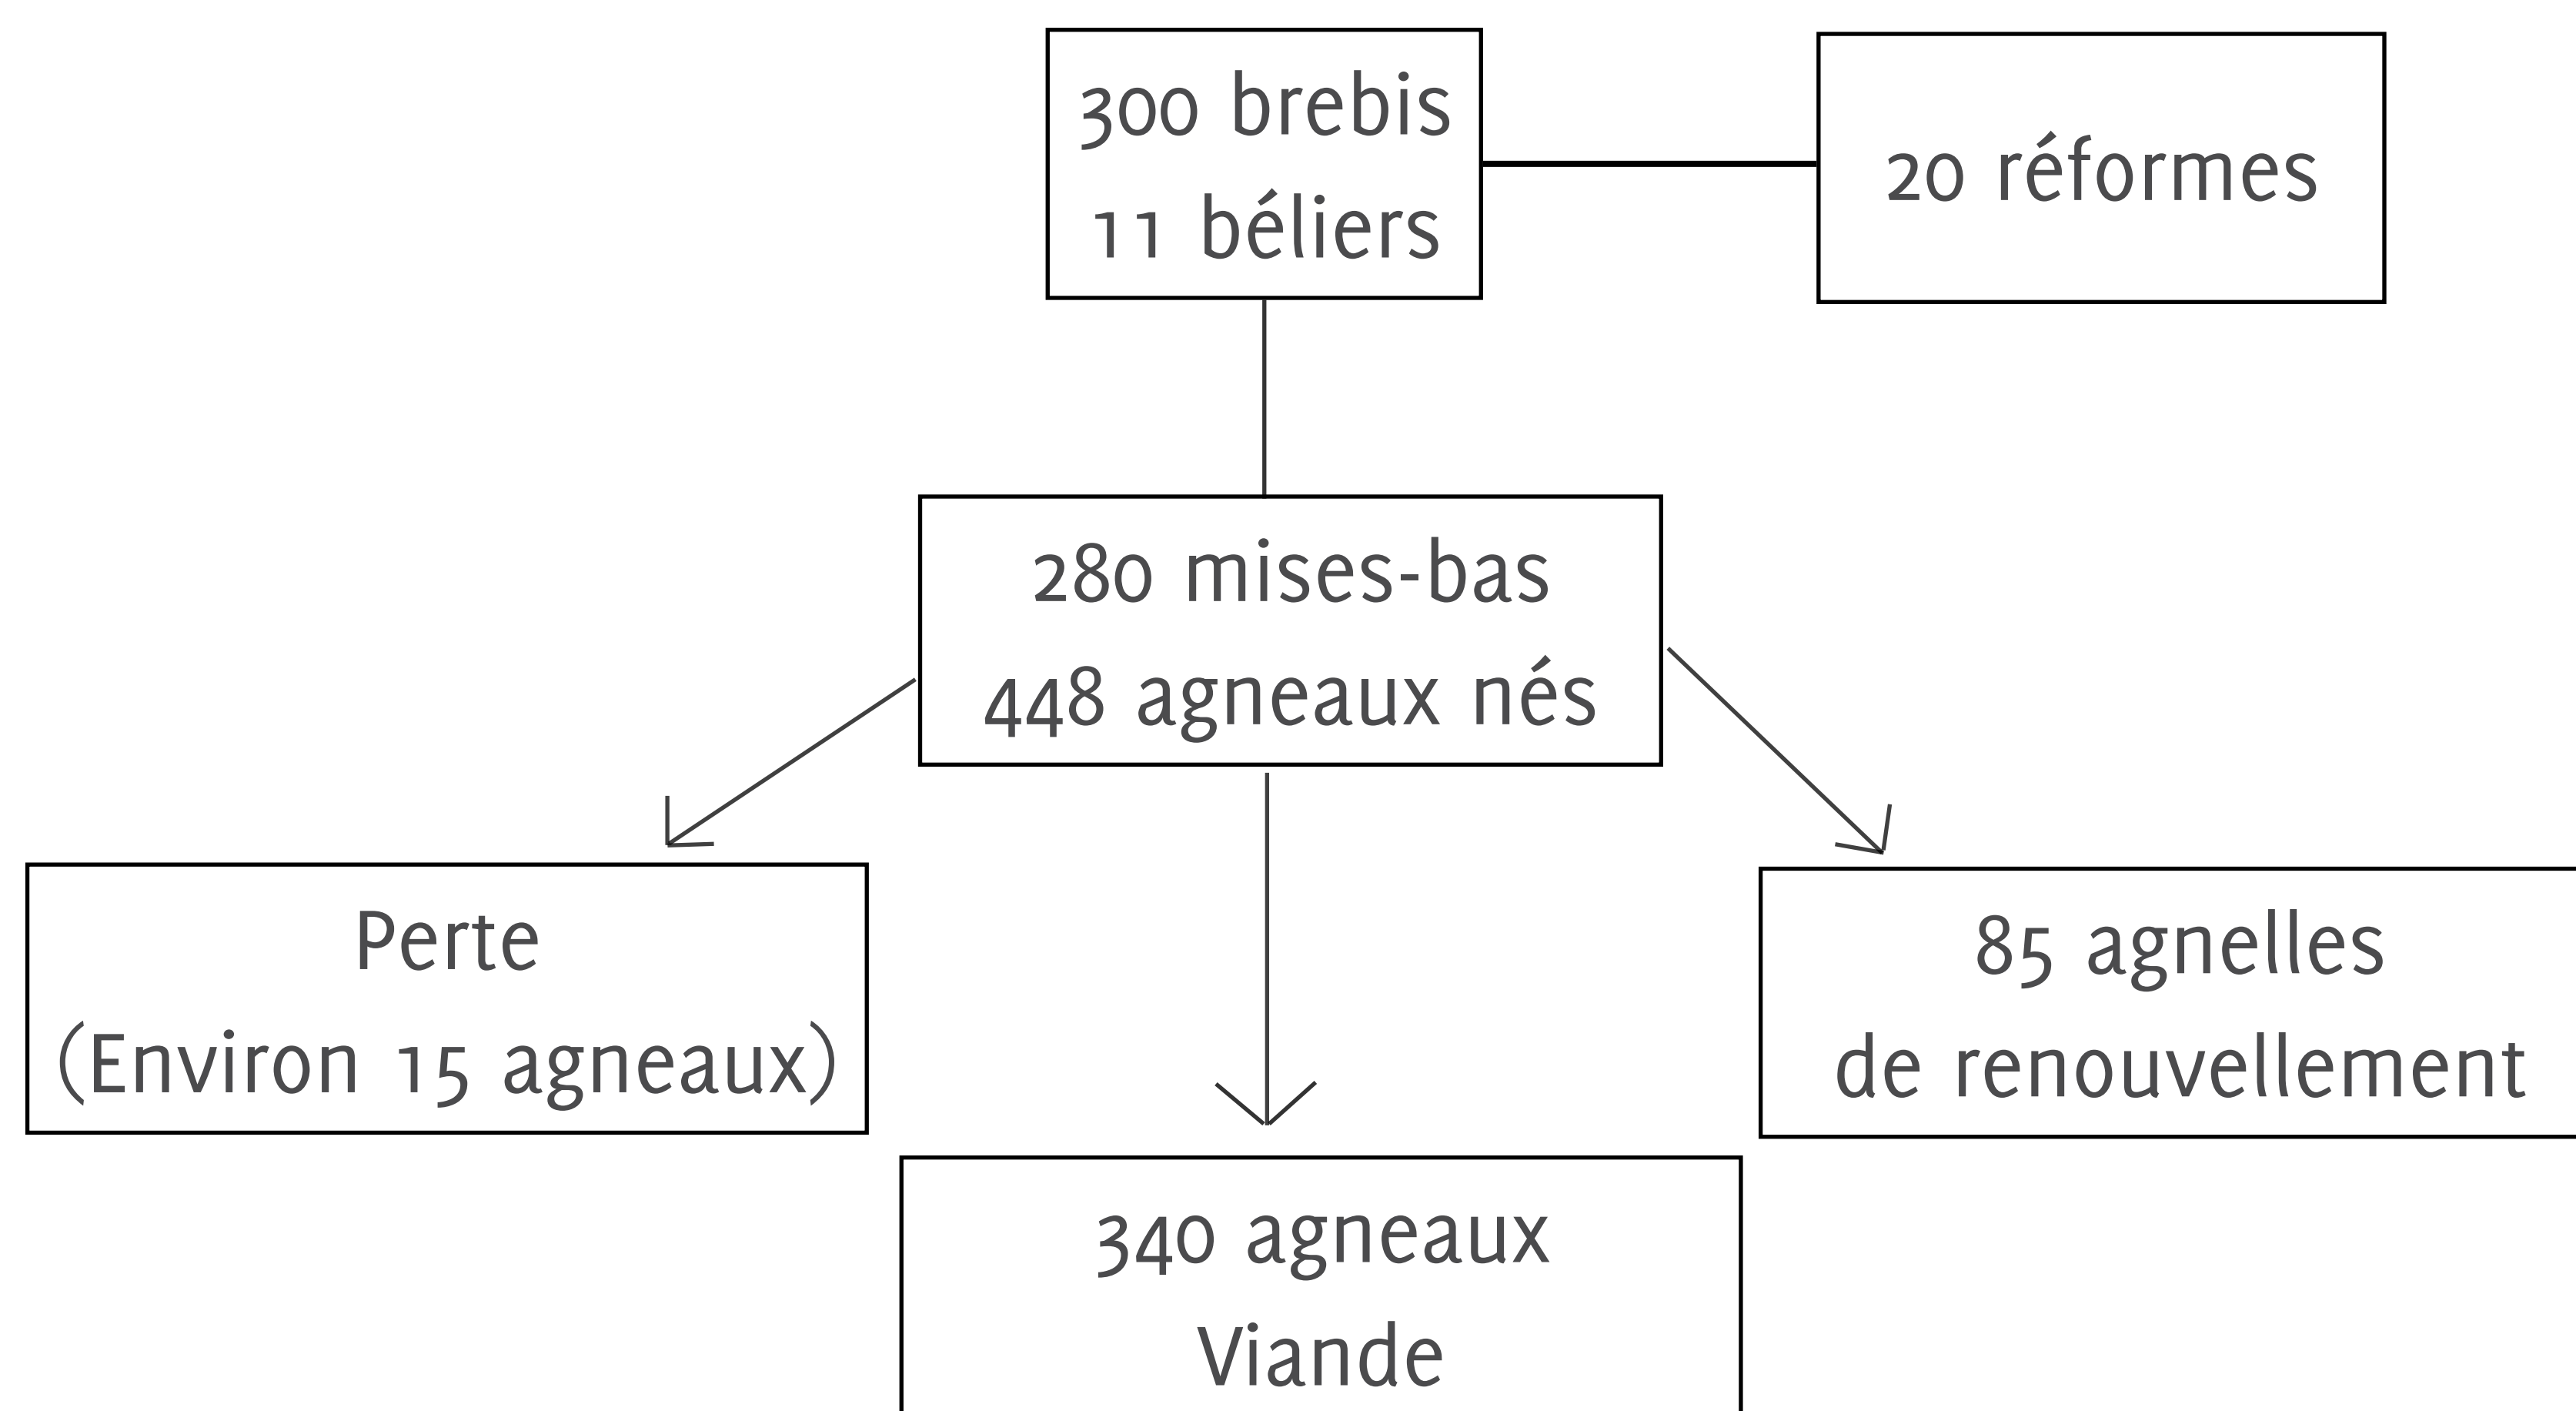 300 brebis
11 béliers
20 réformes
280 mises-bas
448 agneaux nés
Perte
(Environ 15 agneaux)
85 agnelles
de renouvellement
340 agneaux
Viande